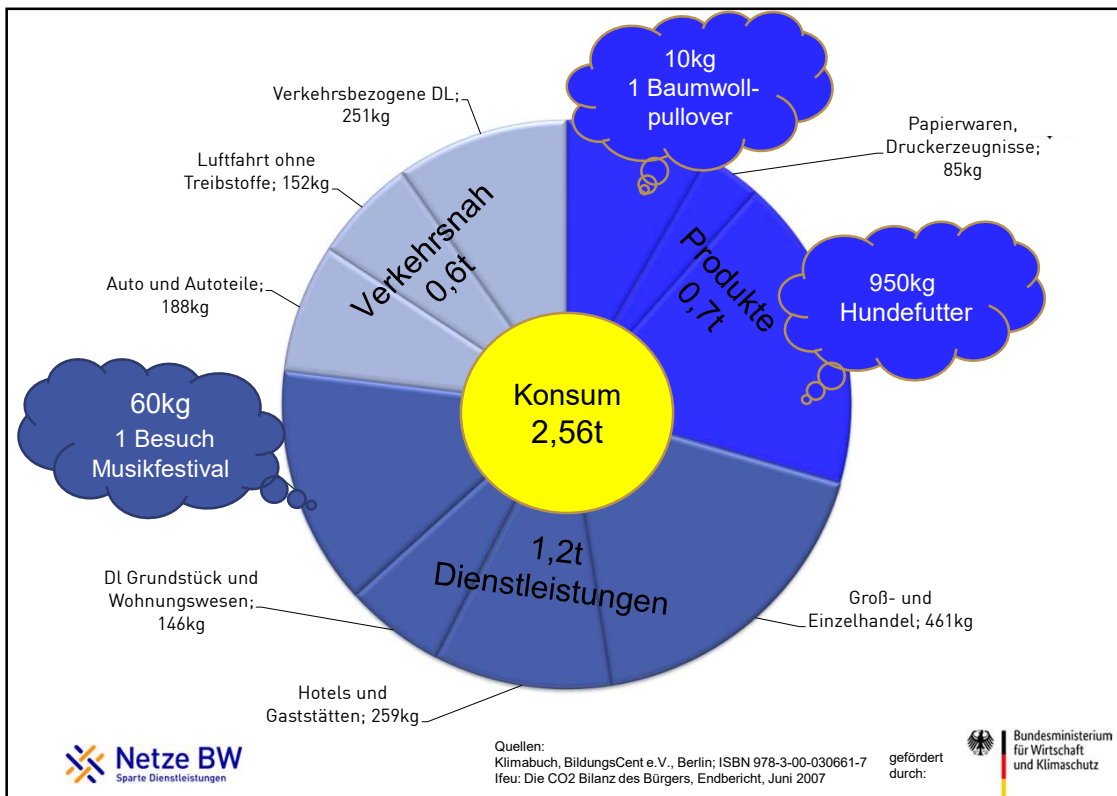 10kg
1 Baumwoll-
pullover
Verkehrsbezogene DL;
251kg
Papierwaren,
Druckerzeugnisse;
85kg
Luftfahrt ohne
Treibstoffe; 152kg
Verkehrsnah
0,6t
Produkte
0,7t
Auto und Autoteile;
188kg
950kg
Hundefutter
Konsum
2,56t
60kg
1 Besuch
Musikfestival
1,2t
Dienstleistungen
Dl Grundstück und
Wohnungswesen;
146kg
Groß- und
Einzelhandel; 461kg
Hotels und
Gaststätten; 259kg
Netze BW
Sparte Dienstleistungen
Quellen:
Klimabuch, BildungsCent e.V., Berlin; ISBN 978-3-00-030661-7
Ifeu: Die CO2 Bilanz des Bürgers, Endbericht, Juni 2007
gefördert
durch:
Bundesministerium
für Wirtschaft
und Klimaschutz